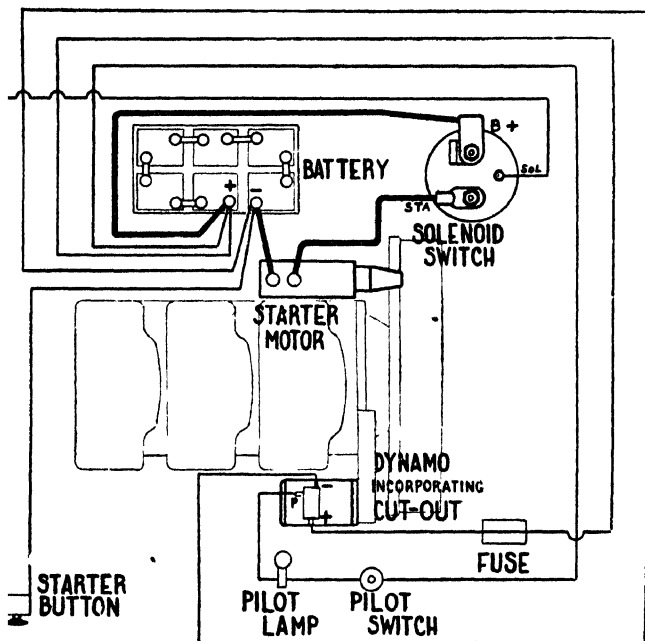 B +
BATTERY
+ −
SOL
STA
SOLENOID
SWITCH
STARTER
MOTOR
DYNAMO
INCORPORATING
CUT-OUT
−
P
+
FUSE
STARTER
BUTTON
PILOT
LAMP
PILOT
SWITCH